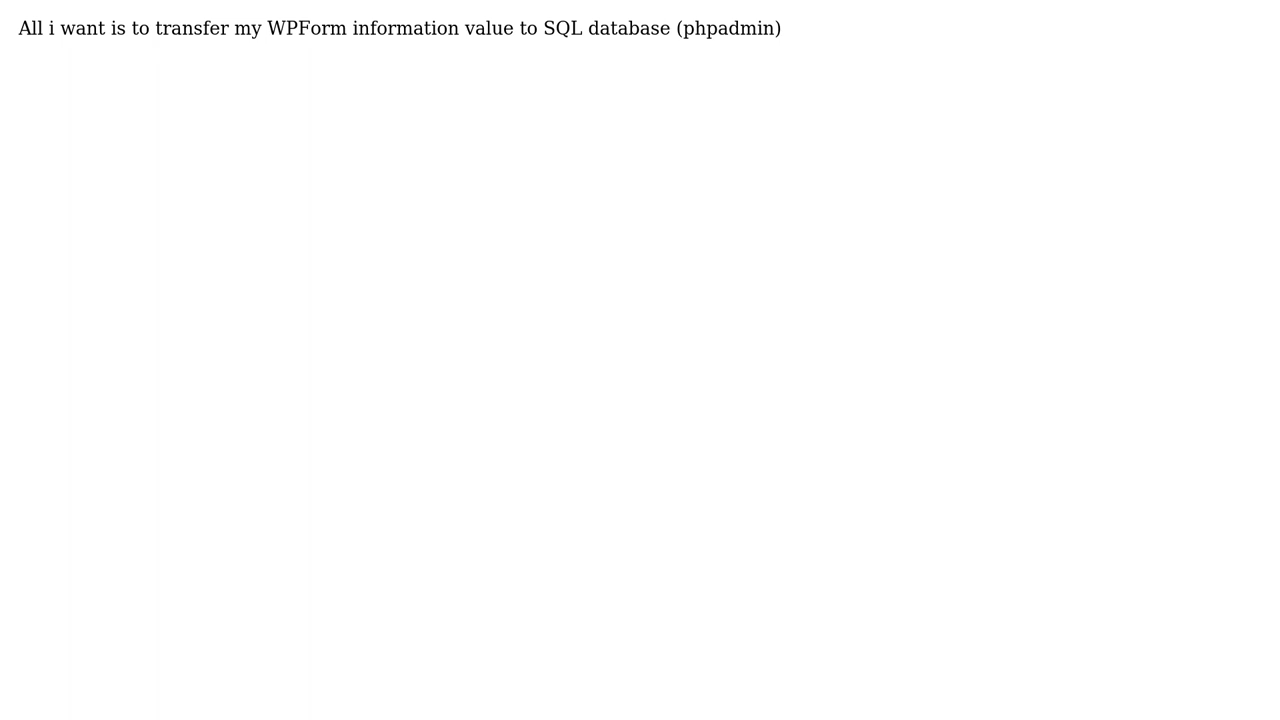 All i want is to transfer my WPForm information value to SQL database (phpadmin)